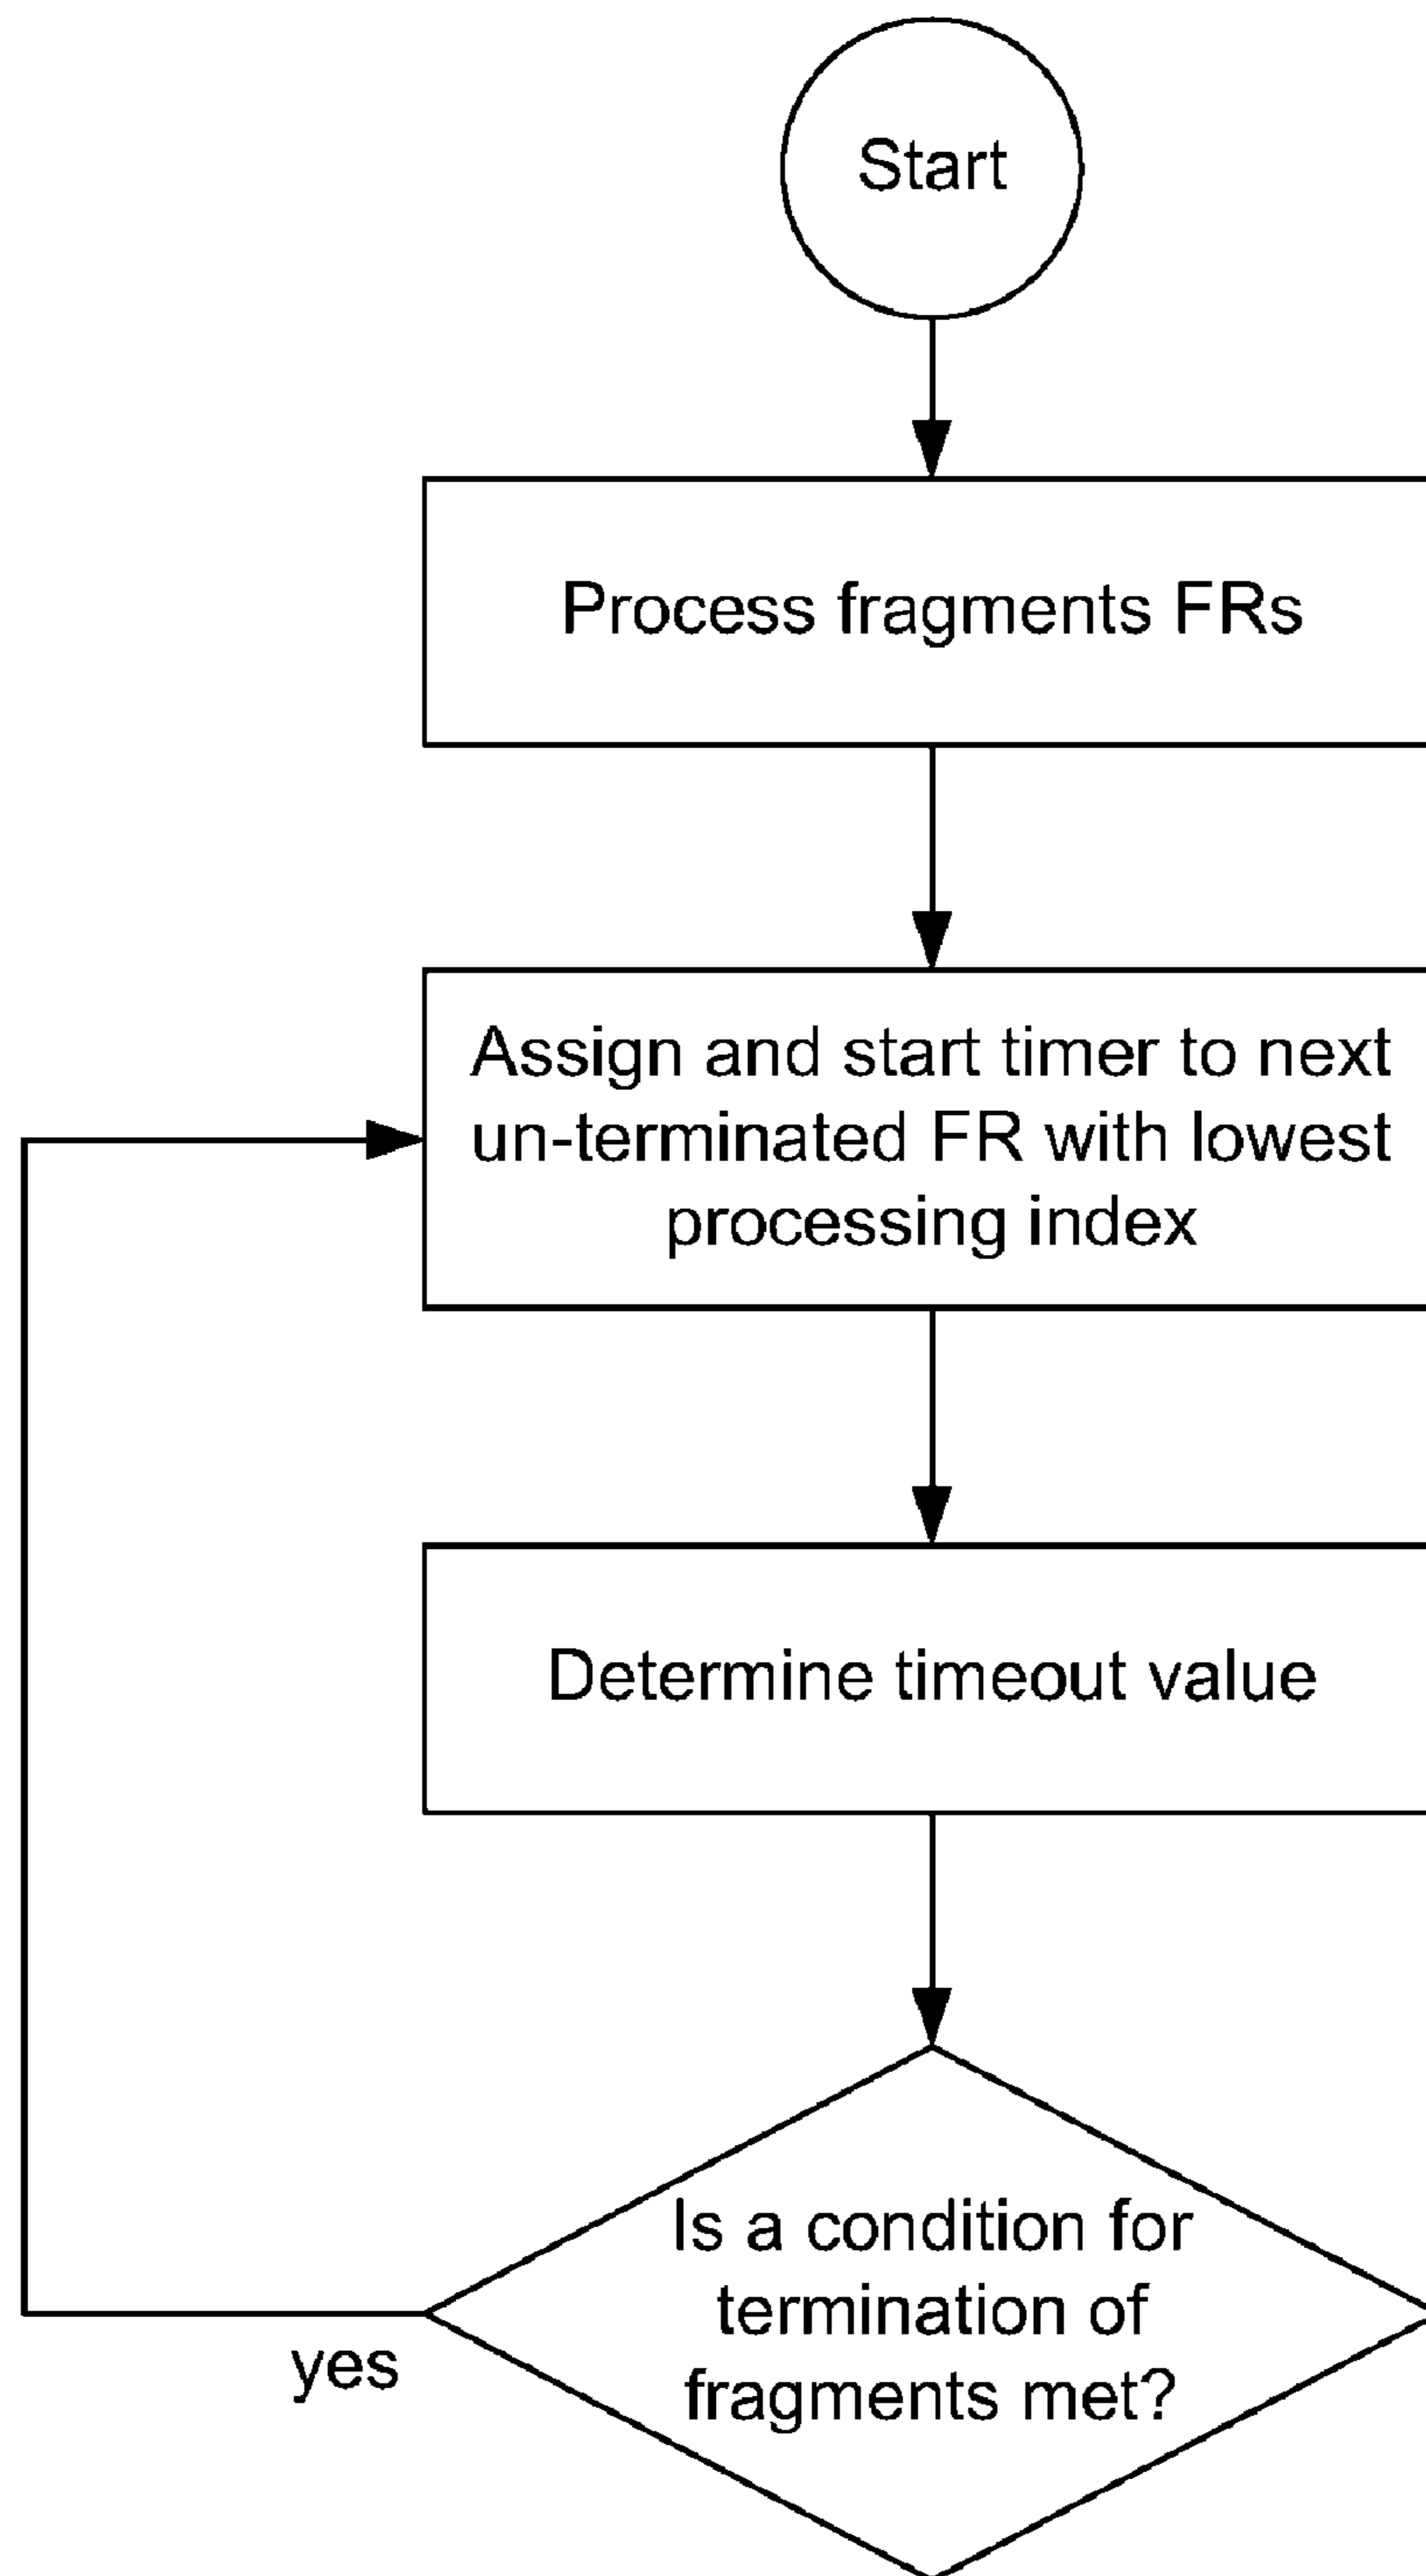 Start
Process fragments FRs
Assign and start timer to next
un-terminated FR with lowest
processing index
Determine timeout value
Is a condition for
termination of
fragments met?
yes